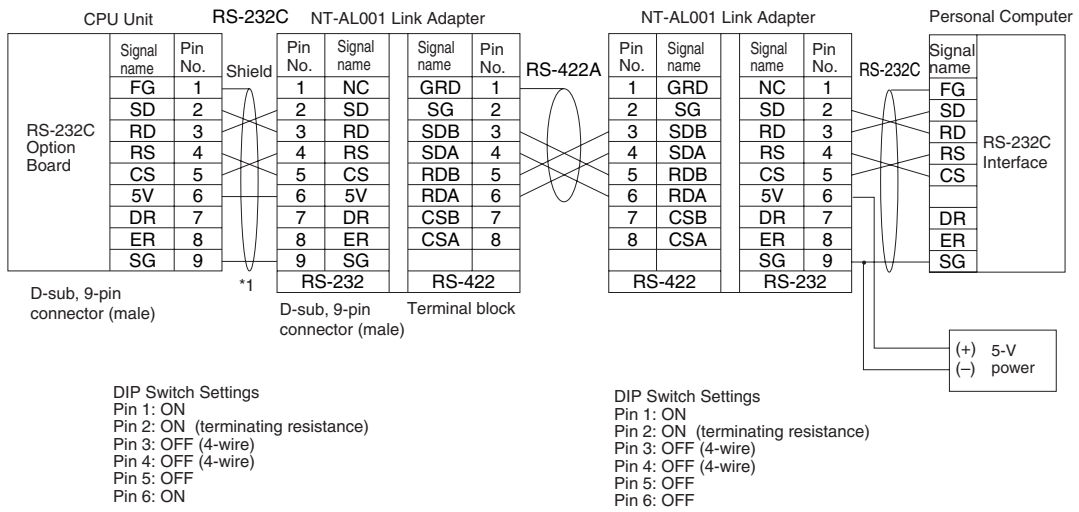 CPU Unit RS-232C NT-AL001 Link Adapter NT-AL001 Link Adapter Personal Computer
Signal name Pin No. Shield Pin No. Signal name Signal name Pin No. RS-422A Pin No. Signal name Signal name Pin No. RS-232C Signal name
FG 1 1 NC GRD 1 1 GRD NC 1 FG
SD 2 2 SD SG 2 2 SG SD 2 SD
RS-232C Option Board
RD 3 3 RD SDB 3 3 SDB RD 3 RD
RS 4 4 RS SDA 4 4 SDA RS 4 RS
RS-232C Interface
CS 5 5 CS RDB 5 5 RDB CS 5 CS
5V 6 6 5V RDA 6 6 RDA 5V 6
DR 7 7 DR CSB 7 7 CSB DR 7 DR
ER 8 8 ER CSA 8 8 CSA ER 8 ER
SG 9 9 SG SG 9 SG
*1 RS-232 RS-422 RS-422 RS-232
D-sub, 9-pin
connector (male)
D-sub, 9-pin
connector (male)
Terminal block
(+) 5-V
(–) power
DIP Switch Settings
Pin 1: ON
Pin 2: ON (terminating resistance)
Pin 3: OFF (4-wire)
Pin 4: OFF (4-wire)
Pin 5: OFF
Pin 6: ON
DIP Switch Settings
Pin 1: ON
Pin 2: ON (terminating resistance)
Pin 3: OFF (4-wire)
Pin 4: OFF (4-wire)
Pin 5: OFF
Pin 6: OFF